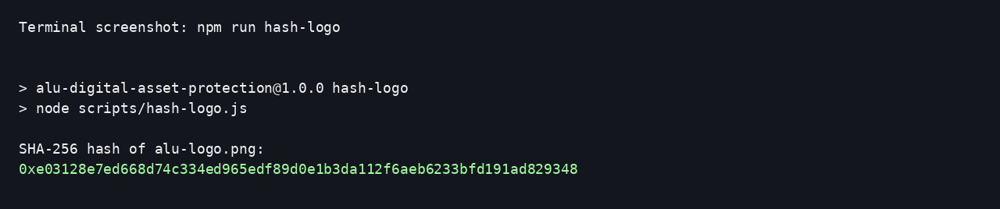 Terminal screenshot: npm run hash-logo
> alu-digital-asset-protection@1.0.0 hash-logo
> node scripts/hash-logo.js
SHA-256 hash of alu-logo.png:
0xe03128e7ed668d74c334ed965edf89d0e1b3da112f6aeb6233bfd191ad829348